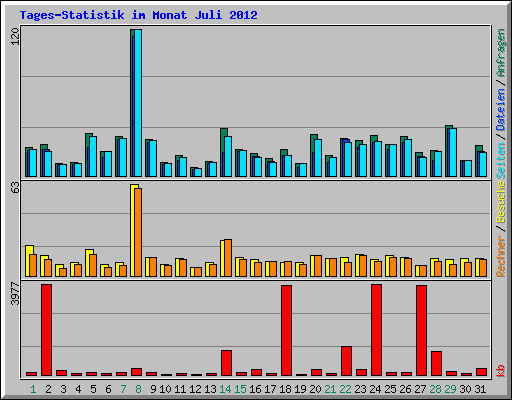 Tages-Statistik im Monat Juli 2012
120
63
3977
Rechner / Besuche Seiten / Dateien / Anfragen
kb
1 2 3 4 5 6 7 8 9 10 11 12 13 14 15 16 17 18 19 20 21 22 23 24 25 26 27 28 29 30 31